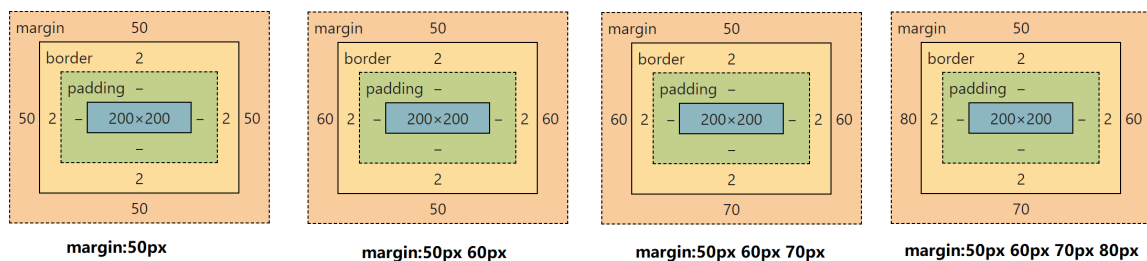 margin 50
border 2
padding –
50 2 – 200×200 – 2 50
–
2
50
margin:50px
margin 50
border 2
padding –
60 2 – 200×200 – 2 60
–
2
50
margin:50px 60px
margin 50
border 2
padding –
60 2 – 200×200 – 2 60
–
2
70
margin:50px 60px 70px
margin 50
border 2
padding –
80 2 – 200×200 – 2 60
–
2
70
margin:50px 60px 70px 80px